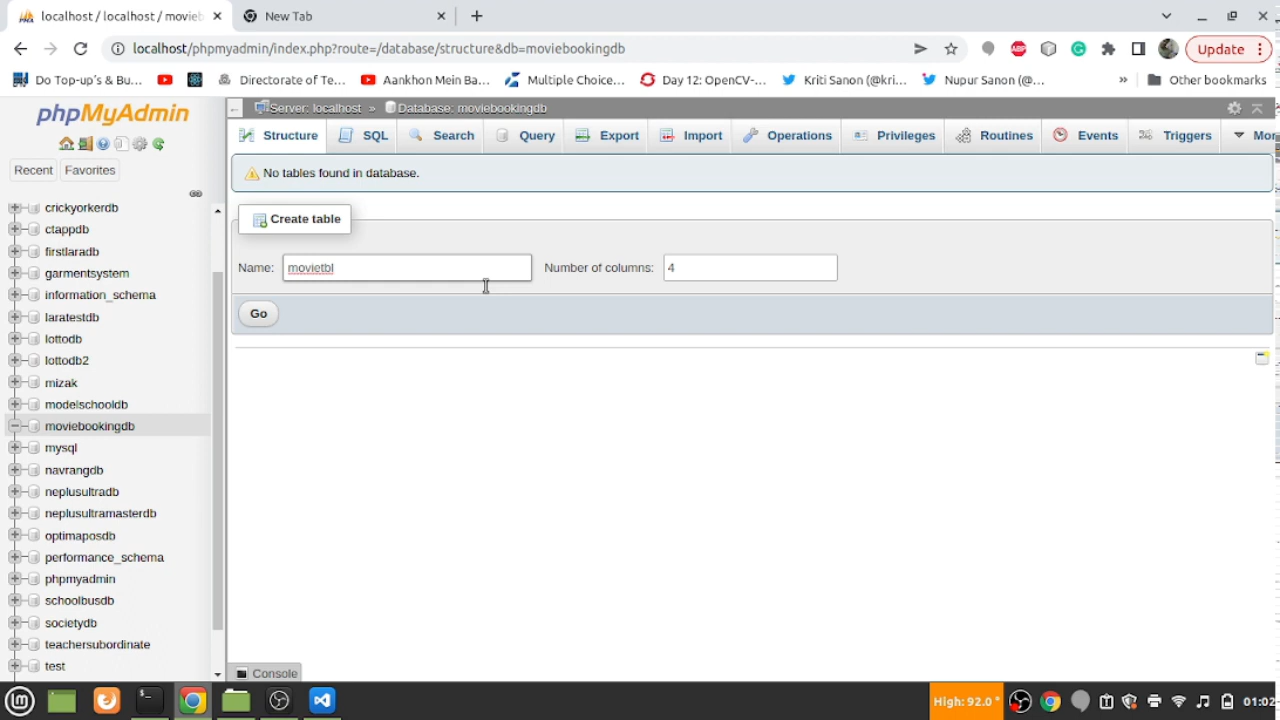 localhost / localhost / movieb
New Tab
localhost/phpmyadmin/index.php?route=/database/structure&db=moviebookingdb
ABP
Update
Do Top-up's & Bu...
Directorate of Te...
Aankhon Mein Ba...
Multiple Choice...
Day 12: OpenCV-...
Kriti Sanon (@kri...
Nupur Sanon (@...
»
Other bookmarks
phpMyAdmin
Recent
Favorites
crickyorkerdb
ctappdb
firstlaradb
garmentsystem
information_schema
laratestdb
lottodb
lottodb2
mizak
modelschooldb
moviebookingdb
mysql
navrangdb
neplusultradb
neplusultramasterdb
optimaposdb
performance_schema
phpmyadmin
schoolbusdb
societydb
teachersubordinate
test
Server: localhost » Database: moviebookingdb
Structure
SQL
Search
Query
Export
Import
Operations
Privileges
Routines
Events
Triggers
Mor
No tables found in database.
Create table
Name: movietbl
Number of columns: 4
Go
Console
High: 92.0 °
01:02